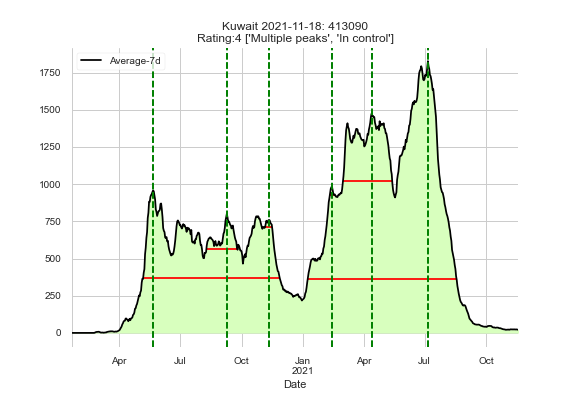 Kuwait 2021-11-18: 413090
Rating:4 ['Multiple peaks', 'In control']
Average-7d
1750
1500
1250
1000
750
500
250
0
Apr Jul Oct Jan Apr Jul Oct
2021
Date